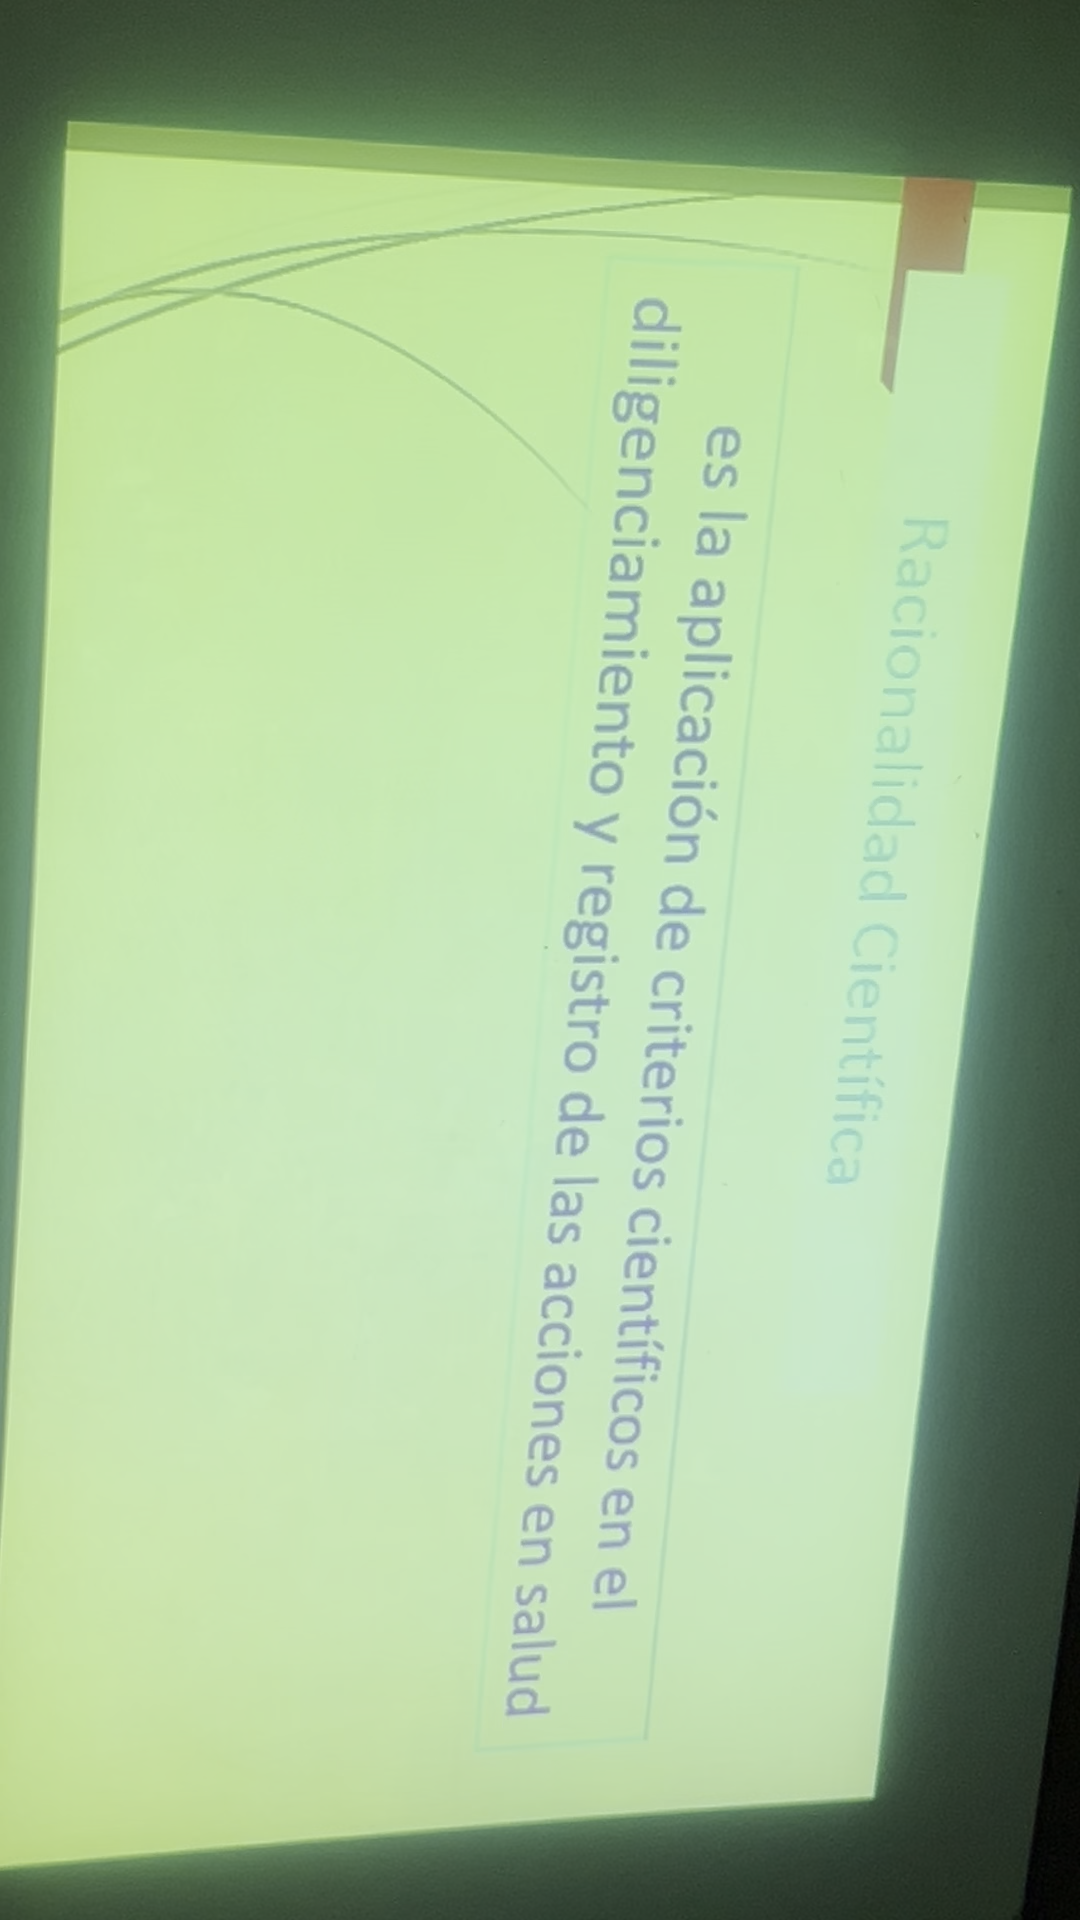 Racionalidad Científica
es la aplicación de criterios científicos en el
diligenciamiento y registro de las acciones en salud